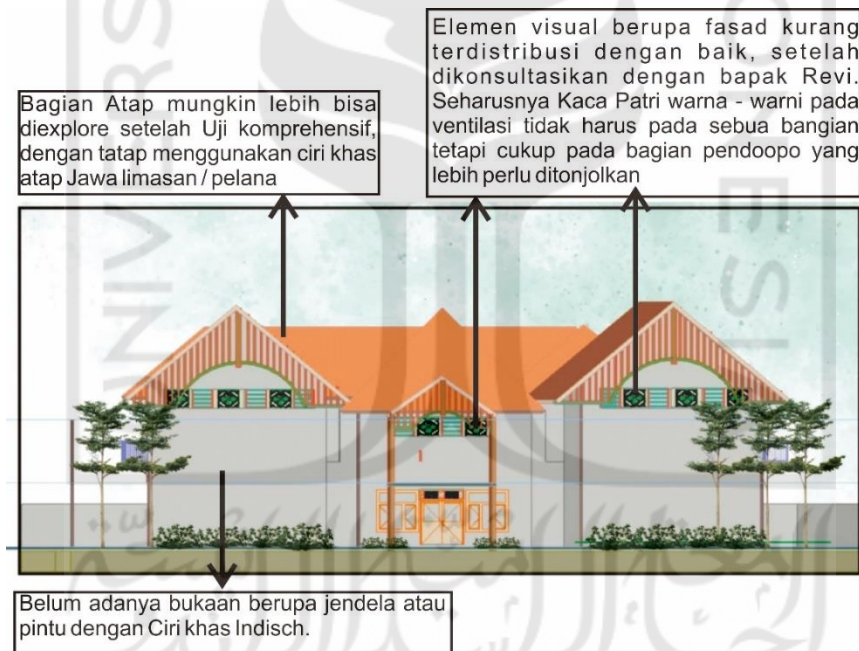 Elemen visual berupa fasad kurang
terdistribusi dengan baik, setelah
dikonsultasikan dengan bapak Revi.
Seharusnya Kaca Patri warna - warni pada
ventilasi tidak harus pada sebua bangian
tetapi cukup pada bagian pendoopo yang
lebih perlu ditonjolkan
Bagian Atap mungkin lebih bisa
diexplore setelah Uji komprehensif,
dengan tatap menggunakan ciri khas
atap Jawa limasan / pelana
Belum adanya bukaan berupa jendela atau
pintu dengan Ciri khas Indisch.